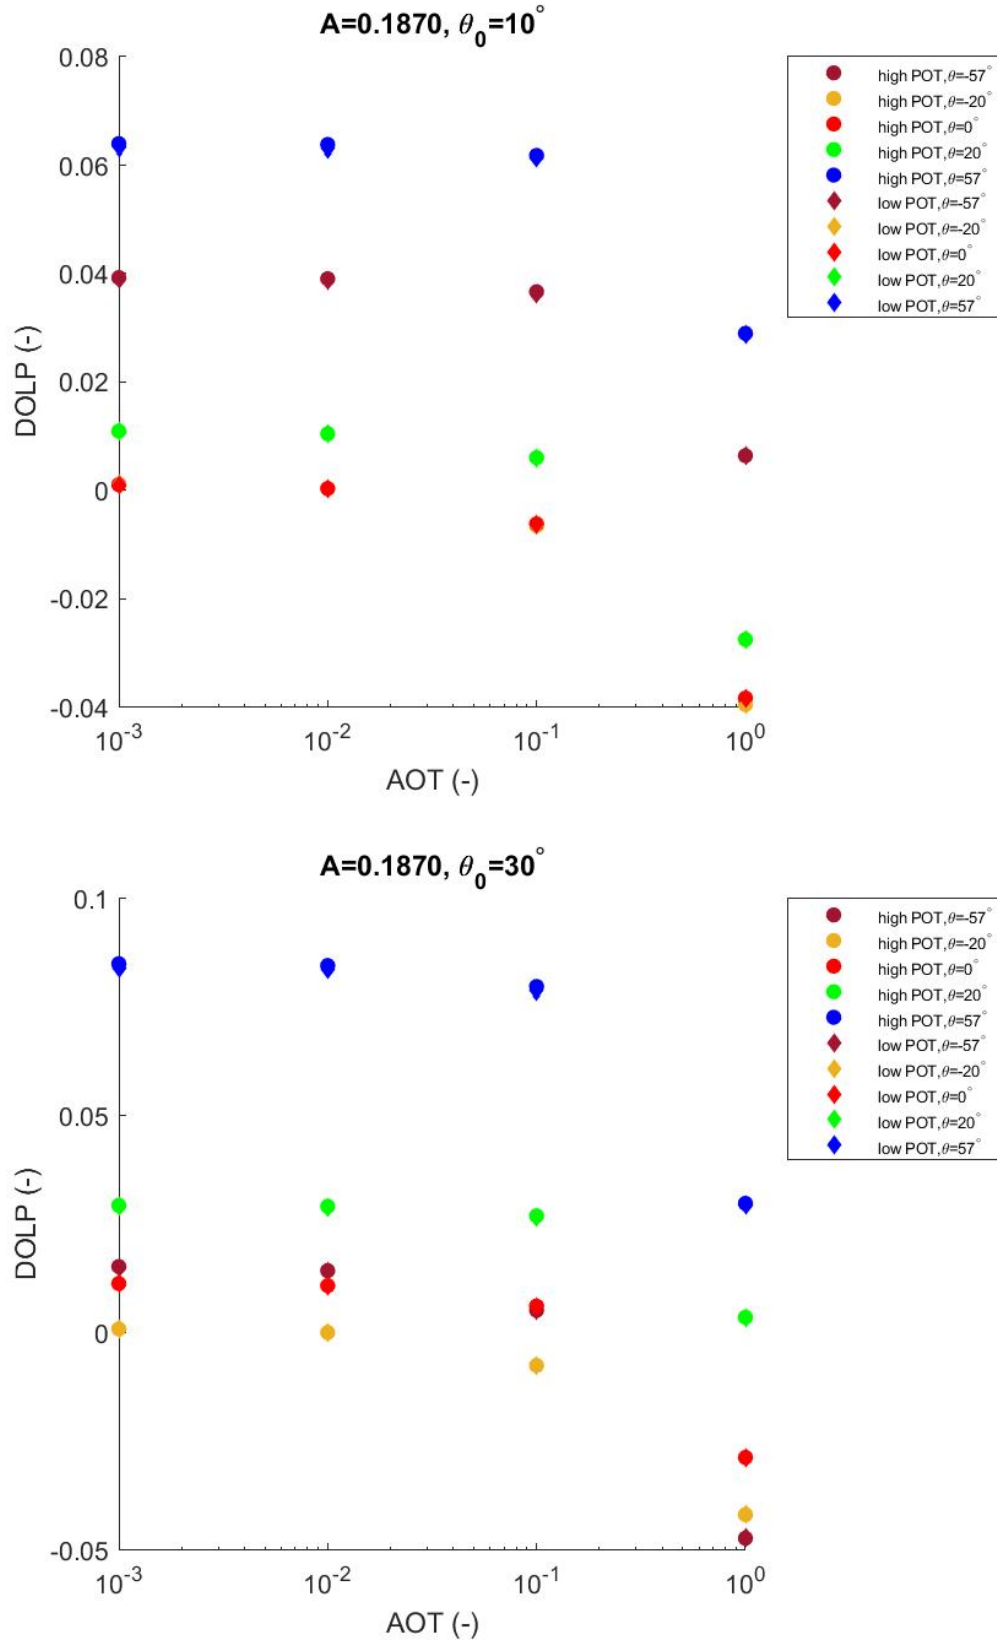 A=0.1870, θ₀=10°
0.08
0.06
0.04
0.02
0
-0.02
-0.04
DOLP (-)
10⁻³ 10⁻² 10⁻¹ 10⁰
AOT (-)
high POT,θ=-57°
high POT,θ=-20°
high POT,θ=0°
high POT,θ=20°
high POT,θ=57°
low POT,θ=-57°
low POT,θ=-20°
low POT,θ=0°
low POT,θ=20°
low POT,θ=57°
A=0.1870, θ₀=30°
0.1
0.05
0
-0.05
DOLP (-)
10⁻³ 10⁻² 10⁻¹ 10⁰
AOT (-)
high POT,θ=-57°
high POT,θ=-20°
high POT,θ=0°
high POT,θ=20°
high POT,θ=57°
low POT,θ=-57°
low POT,θ=-20°
low POT,θ=0°
low POT,θ=20°
low POT,θ=57°